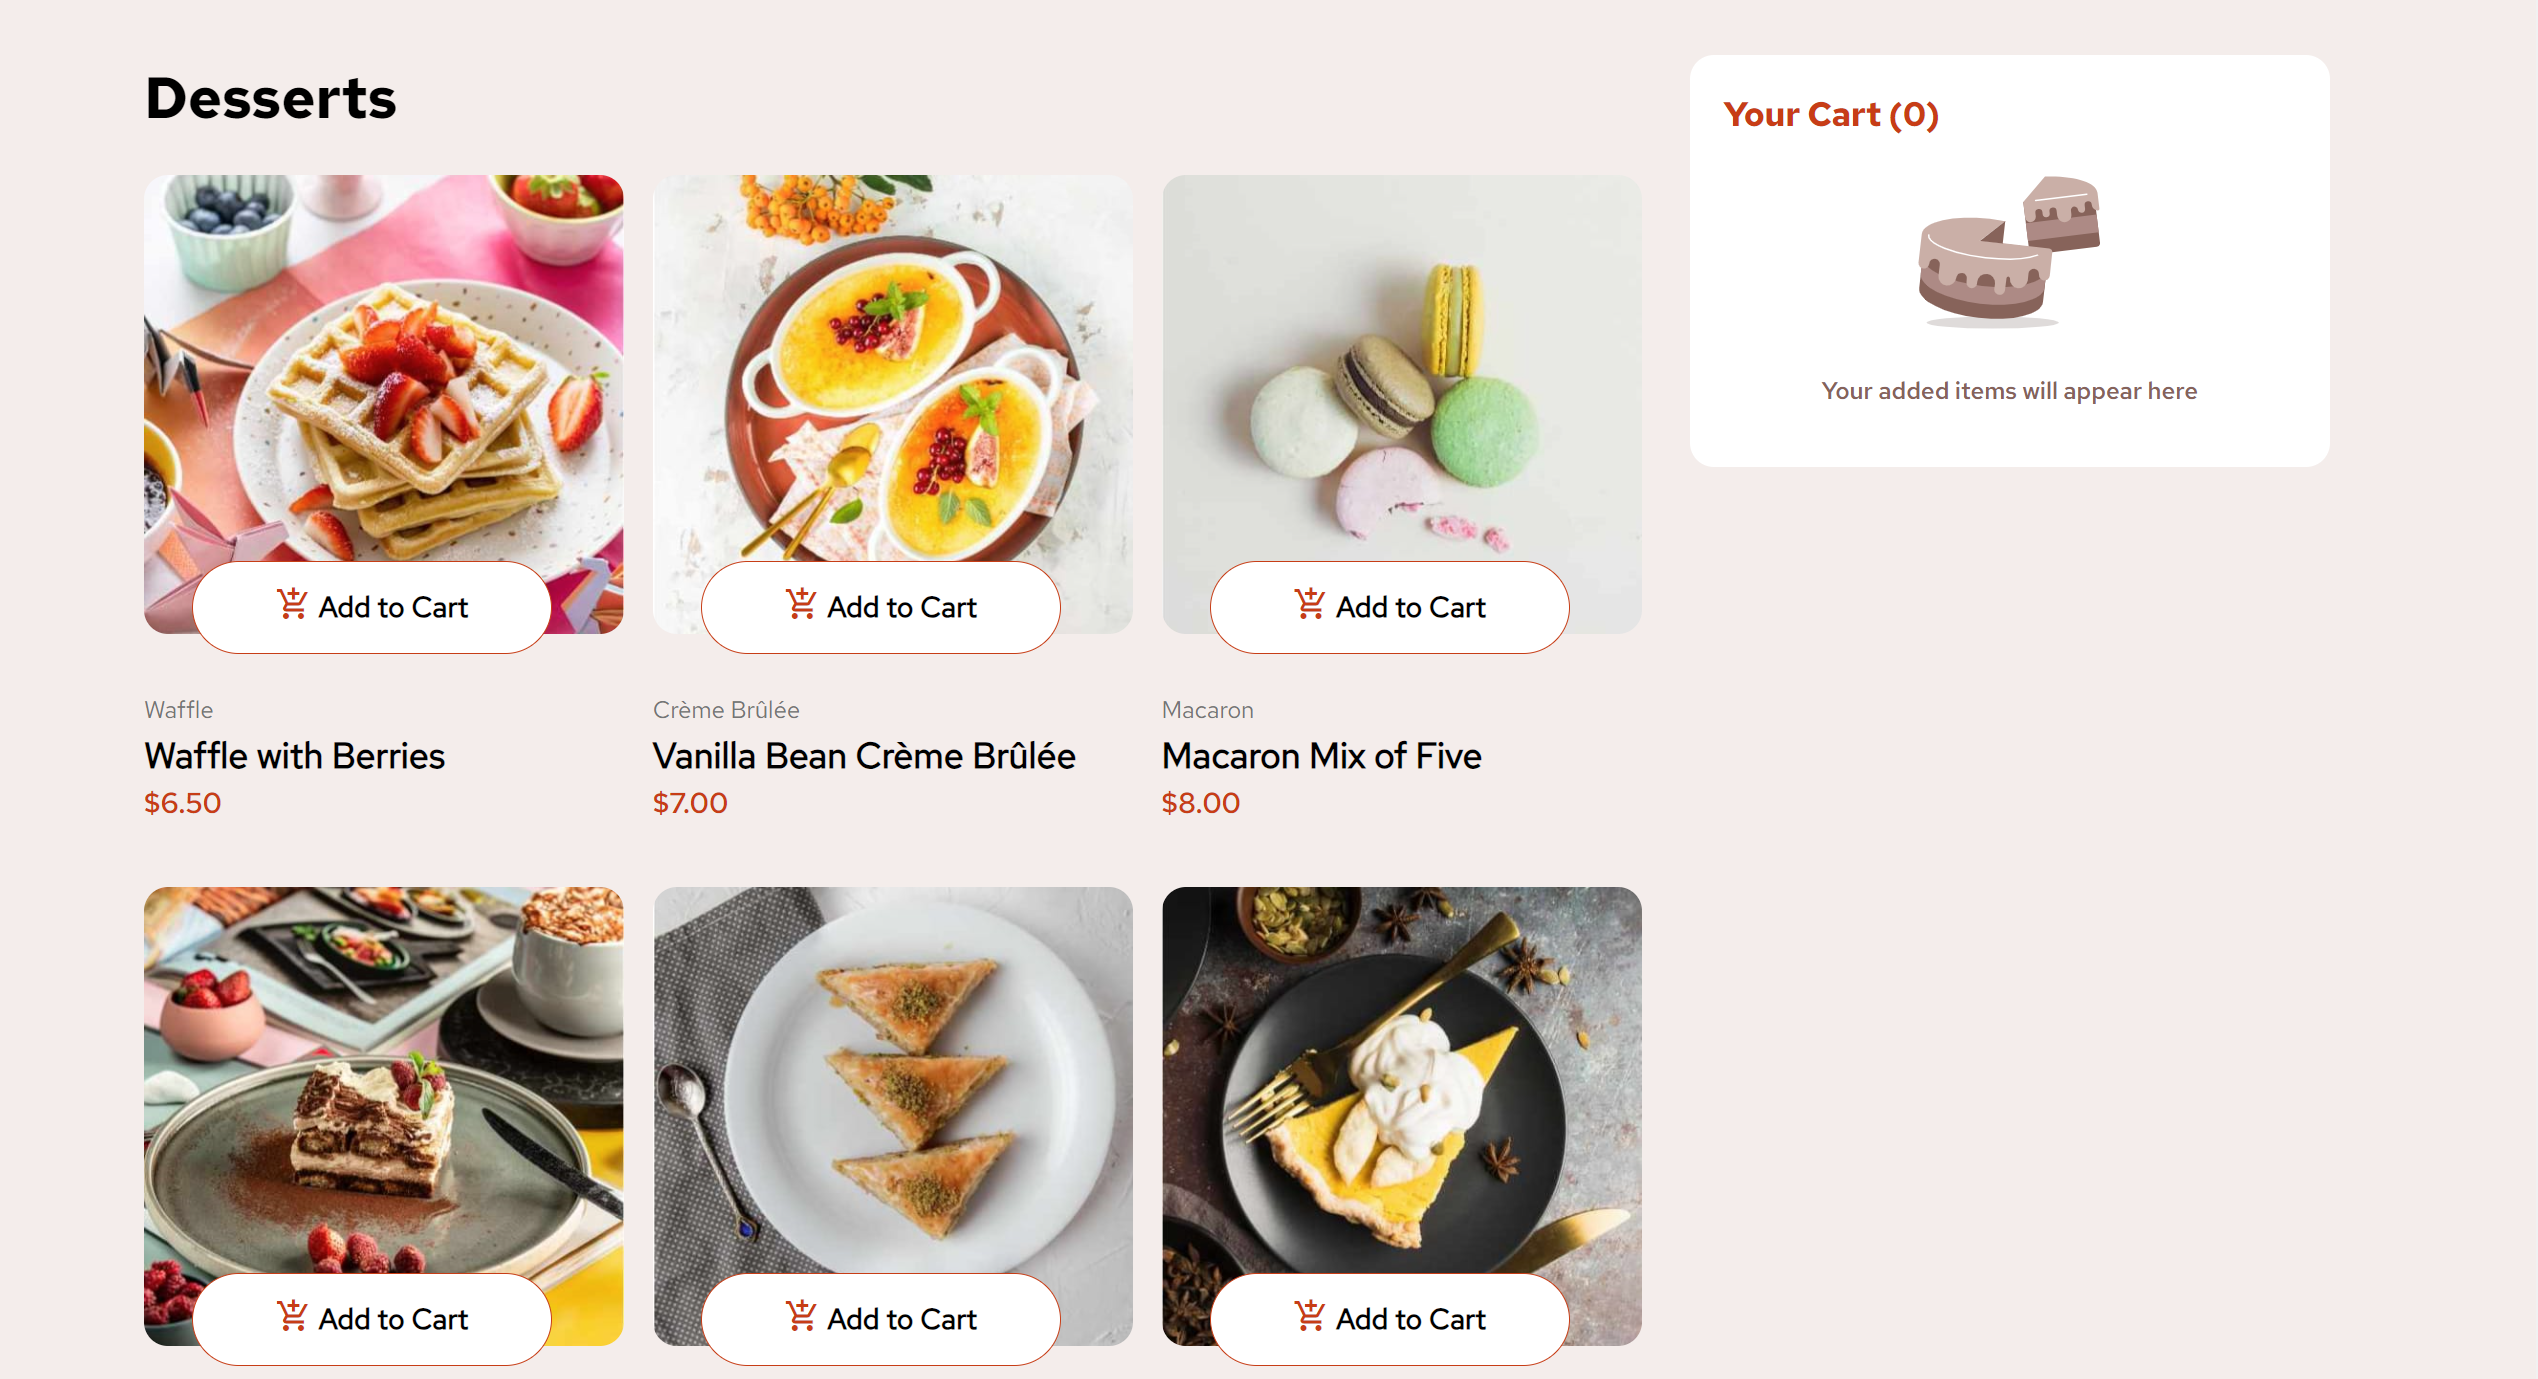 Desserts
Your Cart (0)
Your added items will appear here
Add to Cart
Add to Cart
Add to Cart
Waffle
Waffle with Berries
$6.50
Crème Brûlée
Vanilla Bean Crème Brûlée
$7.00
Macaron
Macaron Mix of Five
$8.00
Add to Cart
Add to Cart
Add to Cart